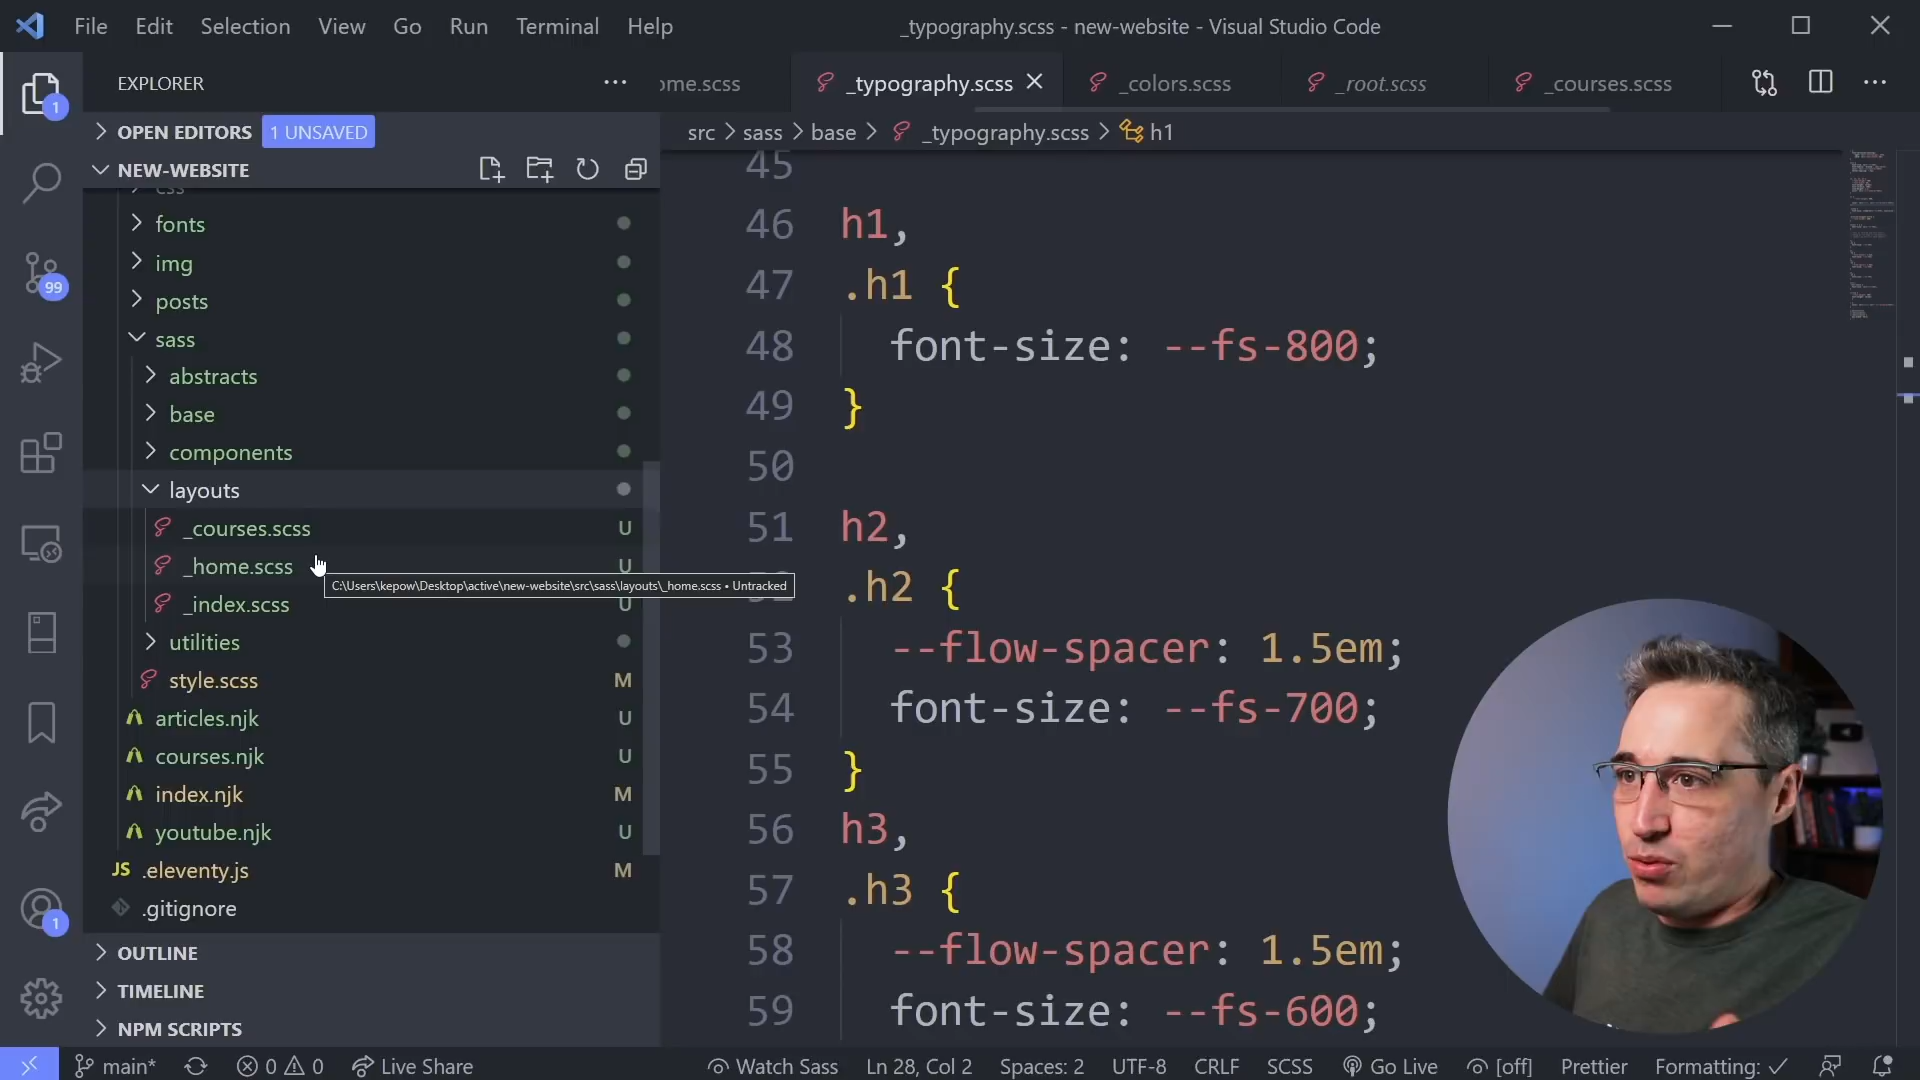 File Edit Selection View Go Run Terminal Help
_typography.scss - new-website - Visual Studio Code
EXPLORER
ome.scss
_typography.scss
_colors.scss
_root.scss
_courses.scss
1
OPEN EDITORS 1 UNSAVED
src > sass > base > _typography.scss > h1
NEW-WEBSITE
css
fonts
img
posts
sass
abstracts
base
components
layouts
_courses.scss U
_home.scss U
C:\Users\kepow\Desktop\active\new-website\src\sass\layouts\_home.scss • Untracked
_index.scss U
utilities
style.scss M
articles.njk U
courses.njk U
index.njk M
youtube.njk U
JS .eleventy.js M
.gitignore
OUTLINE
TIMELINE
NPM SCRIPTS
99
1
45
46 h1,
47 .h1 {
48 font-size: --fs-800;
49 }
50
51 h2,
52 .h2 {
53 --flow-spacer: 1.5em;
54 font-size: --fs-700;
55 }
56 h3,
57 .h3 {
58 --flow-spacer: 1.5em;
59 font-size: --fs-600;
main* 0 0 Live Share Watch Sass Ln 28, Col 2 Spaces: 2 UTF-8 CRLF SCSS Go Live [off] Prettier Formatting: ✓